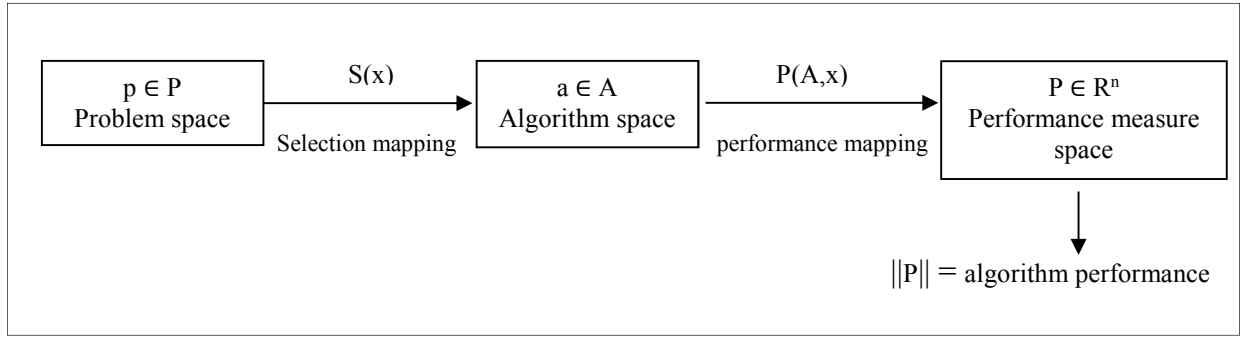 p ∈ P
Problem space
S(x)
Selection mapping
a ∈ A
Algorithm space
P(A,x)
performance mapping
P ∈ Rⁿ
Performance measure
space
||P|| = algorithm performance